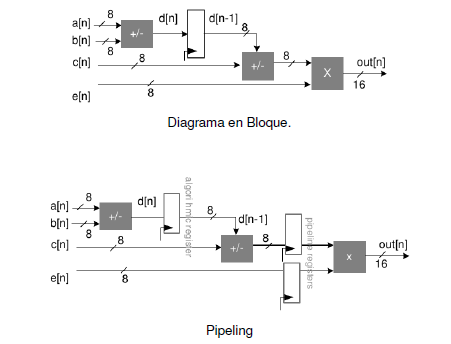 8
d[n]
d[n-1]
a[n]
8
b[n]
+/-
8
c[n]
8
+/-
8
X
out[n]
e[n]
8
16
Diagrama en Bloque.
algorithmic register
8
d[n]
8
a[n]
b[n]
+/-
d[n-1]
8
c[n]
8
+/-
8
pipeline registers
x
out[n]
e[n]
8
16
Pipeling